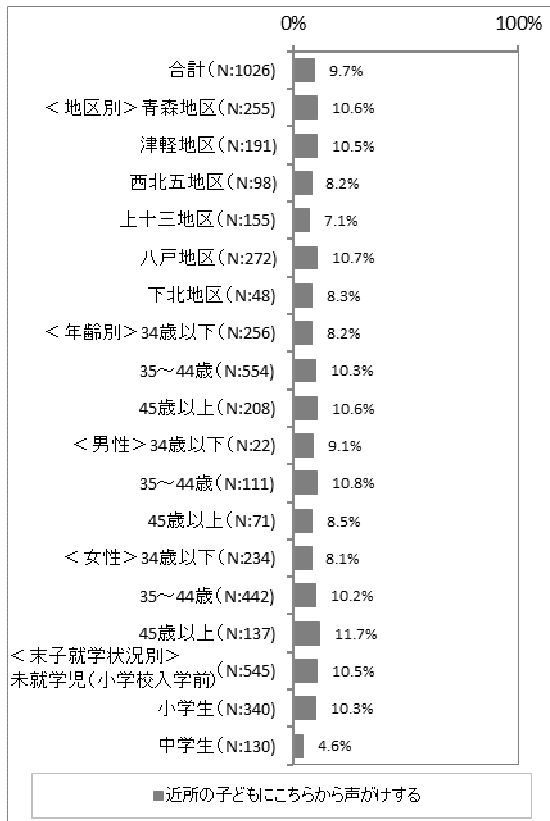 0% 100%
合計(N:1026) 9.7%
＜地区別＞青森地区(N:255) 10.6%
津軽地区(N:191) 10.5%
西北五地区(N:98) 8.2%
上十三地区(N:155) 7.1%
八戸地区(N:272) 10.7%
下北地区(N:48) 8.3%
＜年齢別＞34歳以下(N:256) 8.2%
35～44歳(N:554) 10.3%
45歳以上(N:208) 10.6%
＜男性＞34歳以下(N:22) 9.1%
35～44歳(N:111) 10.8%
45歳以上(N:71) 8.5%
＜女性＞34歳以下(N:234) 8.1%
35～44歳(N:442) 10.2%
45歳以上(N:137) 11.7%
＜末子就学状況別＞
未就学児(小学校入学前) (N:545) 10.5%
小学生(N:340) 10.3%
中学生(N:130) 4.6%
■近所の子どもにこちらから声がけする